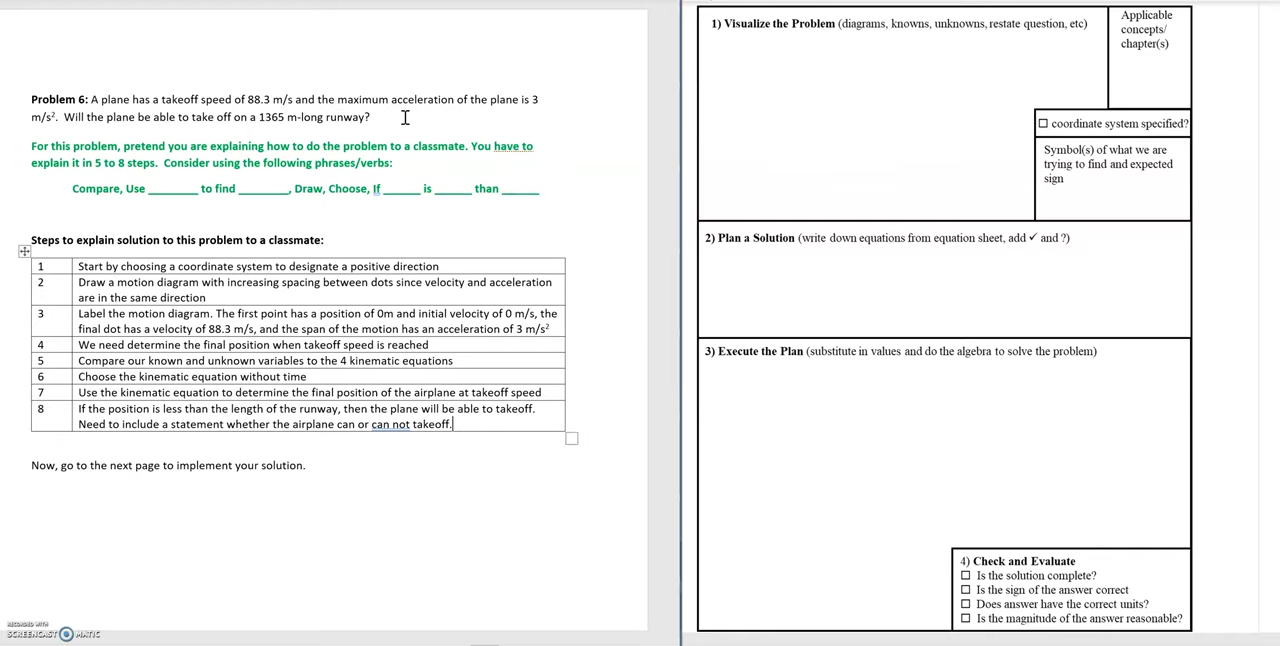 Problem 6: A plane has a takeoff speed of 88.3 m/s and the maximum acceleration of the plane is 3
m/s². Will the plane be able to take off on a 1365 m-long runway?
For this problem, pretend you are explaining how to do the problem to a classmate. You have to
explain it in 5 to 8 steps. Consider using the following phrases/verbs:
Compare, Use ________ to find ________, Draw, Choose, If ______ is ______ than ______
Steps to explain solution to this problem to a classmate:
1 Start by choosing a coordinate system to designate a positive direction
2 Draw a motion diagram with increasing spacing between dots since velocity and acceleration
are in the same direction
3 Label the motion diagram. The first point has a position of 0m and initial velocity of 0 m/s, the
final dot has a velocity of 88.3 m/s, and the span of the motion has an acceleration of 3 m/s²
4 We need determine the final position when takeoff speed is reached
5 Compare our known and unknown variables to the 4 kinematic equations
6 Choose the kinematic equation without time
7 Use the kinematic equation to determine the final position of the airplane at takeoff speed
8 If the position is less than the length of the runway, then the plane will be able to takeoff.
Need to include a statement whether the airplane can or can not takeoff.
Now, go to the next page to implement your solution.
RECORDED WITH
SCREENCAST MATIC
1) Visualize the Problem (diagrams, knowns, unknowns, restate question, etc)
Applicable
concepts/
chapter(s)
☐ coordinate system specified?
Symbol(s) of what we are
trying to find and expected
sign
2) Plan a Solution (write down equations from equation sheet, add ✓ and ?)
3) Execute the Plan (substitute in values and do the algebra to solve the problem)
4) Check and Evaluate
☐ Is the solution complete?
☐ Is the sign of the answer correct
☐ Does answer have the correct units?
☐ Is the magnitude of the answer reasonable?